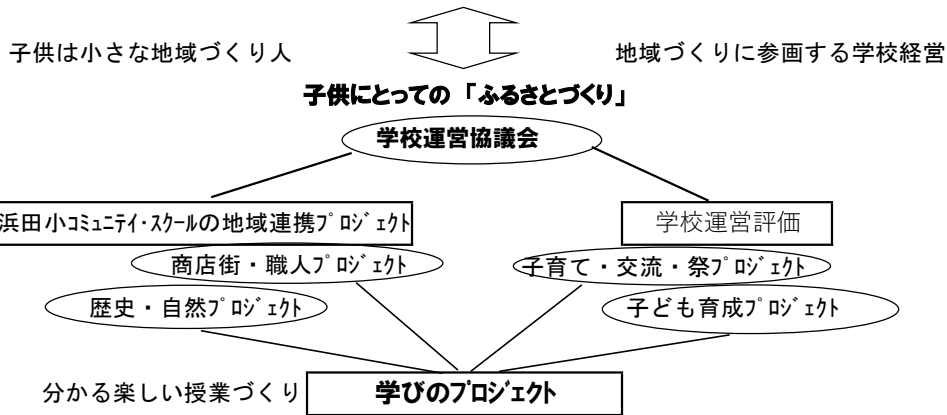 子供は小さな地域づくり人
地域づくりに参画する学校経営
子供にとっての「ふるさとづくり」
学校運営協議会
浜田小ｺﾐｭﾆﾃｲ･ｽｸｰﾙの地域連携ﾌﾟﾛｼﾞｪｸﾄ
学校運営評価
商店街・職人ﾌﾟﾛｼﾞｪｸﾄ
子育て・交流・祭ﾌﾟﾛｼﾞｪｸﾄ
歴史・自然ﾌﾟﾛｼﾞｪｸﾄ
子ども育成ﾌﾟﾛｼﾞｪｸﾄ
分かる楽しい授業づくり
学びのプロジェクト